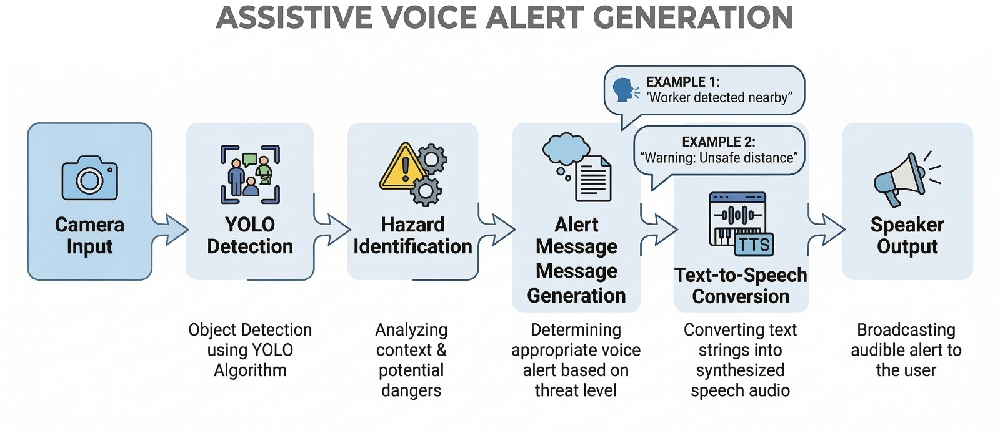 ASSISTIVE VOICE ALERT GENERATION
EXAMPLE 1:
‘Worker detected nearby”
EXAMPLE 2:
“Warning: Unsafe distance”
Camera
Input
YOLO
Detection
Hazard
Identification
Alert
Message
Message
Generation
TTS
Text-to-Speech
Conversion
Speaker
Output
Object Detection
using YOLO
Algorithm
Analyzing
context &
potential
dangers
Determining
appropriate voice
alert based on
threat level
Converting text
strings into
synthesized
speech audio
Broadcasting
audible alert to
the user